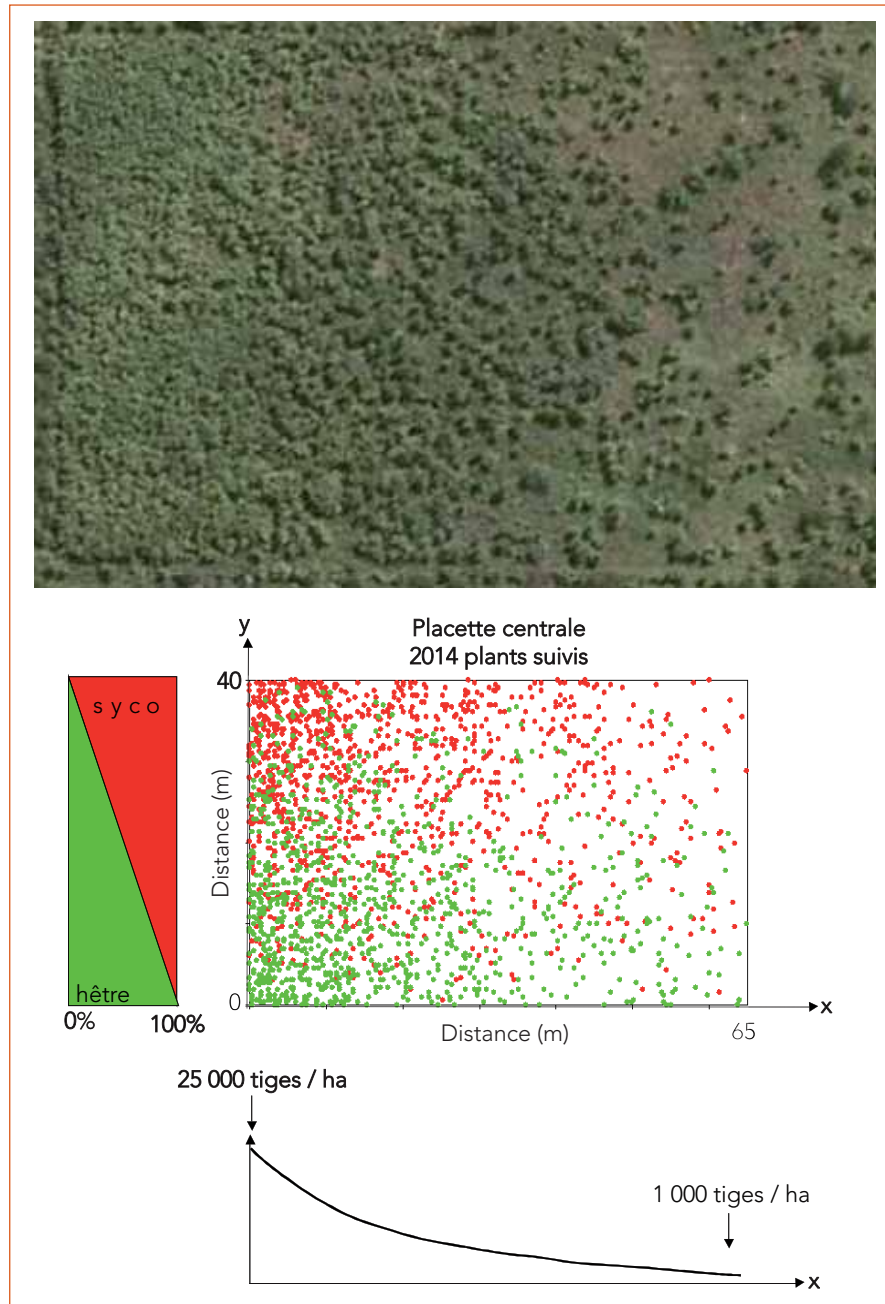 y
Placette centrale
2014 plants suivis
40
syco
Distance (m)
hêtre
0
0%
100%
Distance (m)
65
x
25 000 tiges / ha
1 000 tiges / ha
x